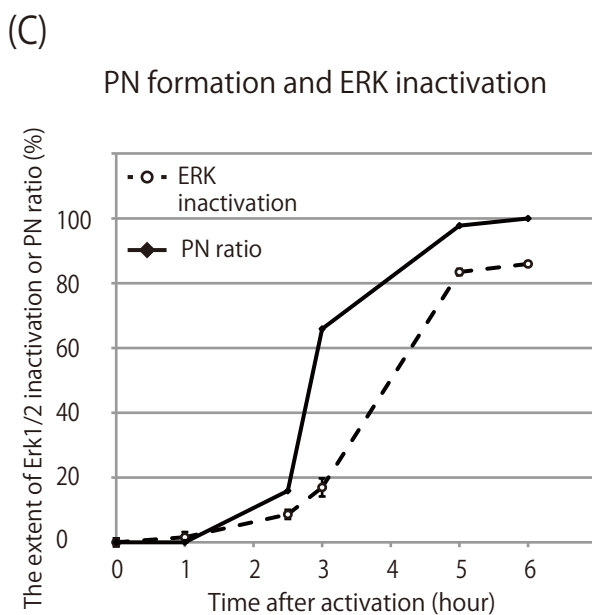 (C)
PN formation and ERK inactivation
The extent of Erk1/2 inactivation or PN ratio (%)
ERK
inactivation
PN ratio
100
80
60
40
20
0
0 1 2 3 4 5 6
Time after activation (hour)